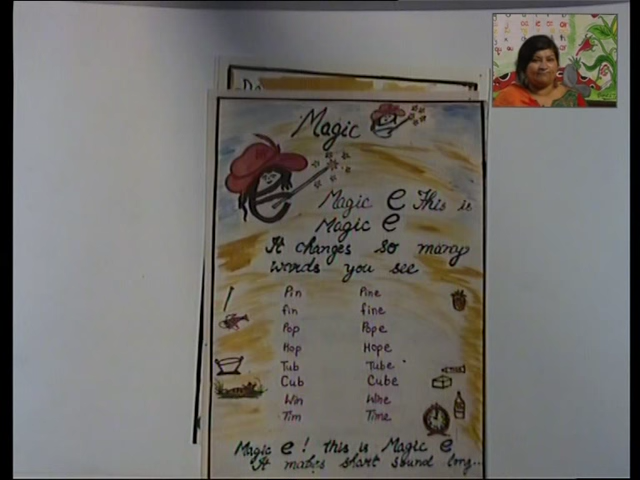 Magic e
Magic e This is
Magic e
It changes so many
words you see
Pin Pine
fin fine
Pop Pope
Hop Hope
Tub Tube
Cub Cube
Win Wine
Tim Time
Magic e! this is Magic e
It makes short sound long..